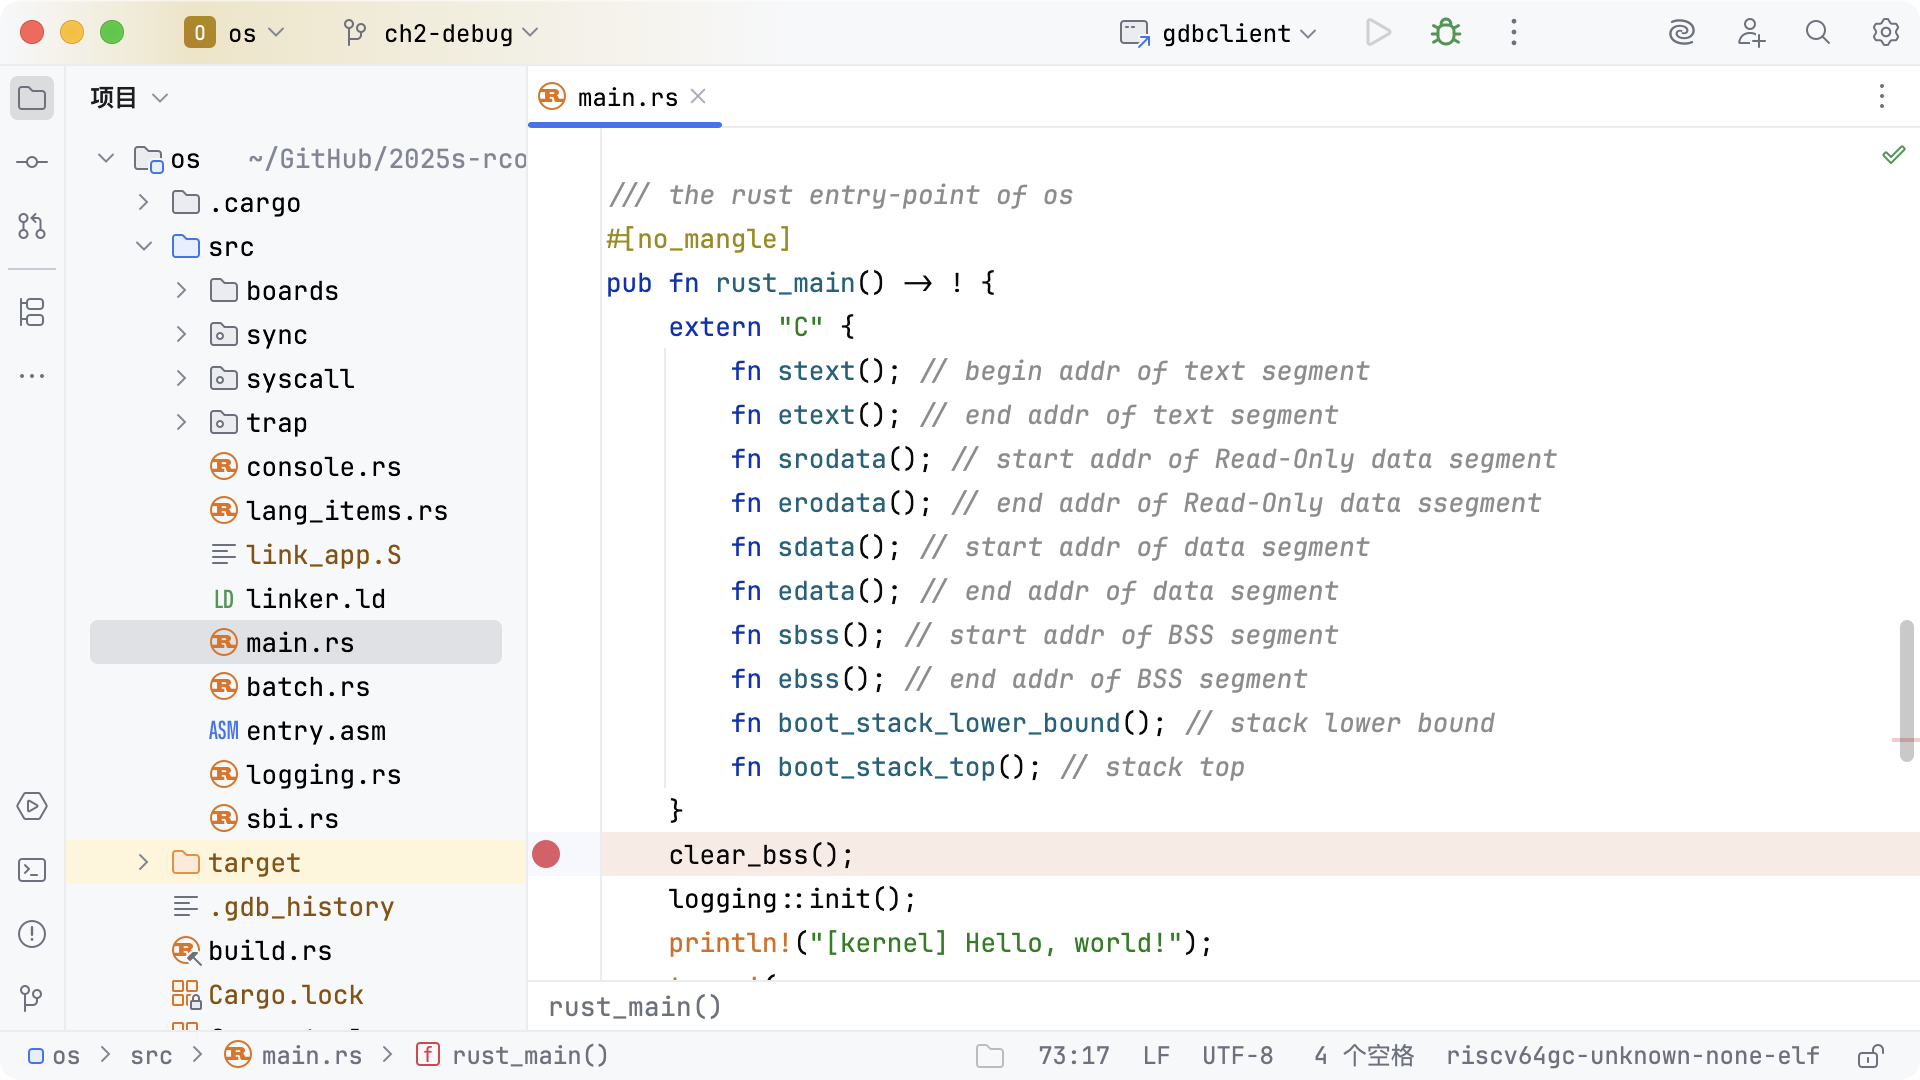 O os ch2-debug gdbclient
项目
main.rs
os ~/GitHub/2025s-rco
.cargo
src
boards
sync
syscall
trap
console.rs
lang_items.rs
link_app.S
LD linker.ld
main.rs
batch.rs
ASM entry.asm
logging.rs
sbi.rs
target
.gdb_history
build.rs
Cargo.lock
/// the rust entry-point of os
#[no_mangle]
pub fn rust_main() -> ! {
    extern "C" {
        fn stext(); // begin addr of text segment
        fn etext(); // end addr of text segment
        fn srodata(); // start addr of Read-Only data segment
        fn erodata(); // end addr of Read-Only data ssegment
        fn sdata(); // start addr of data segment
        fn edata(); // end addr of data segment
        fn sbss(); // start addr of BSS segment
        fn ebss(); // end addr of BSS segment
        fn boot_stack_lower_bound(); // stack lower bound
        fn boot_stack_top(); // stack top
    }
    clear_bss();
    logging::init();
    println!("[kernel] Hello, world!");
rust_main()
os > src > main.rs > f rust_main() 73:17 LF UTF-8 4 个空格 riscv64gc-unknown-none-elf